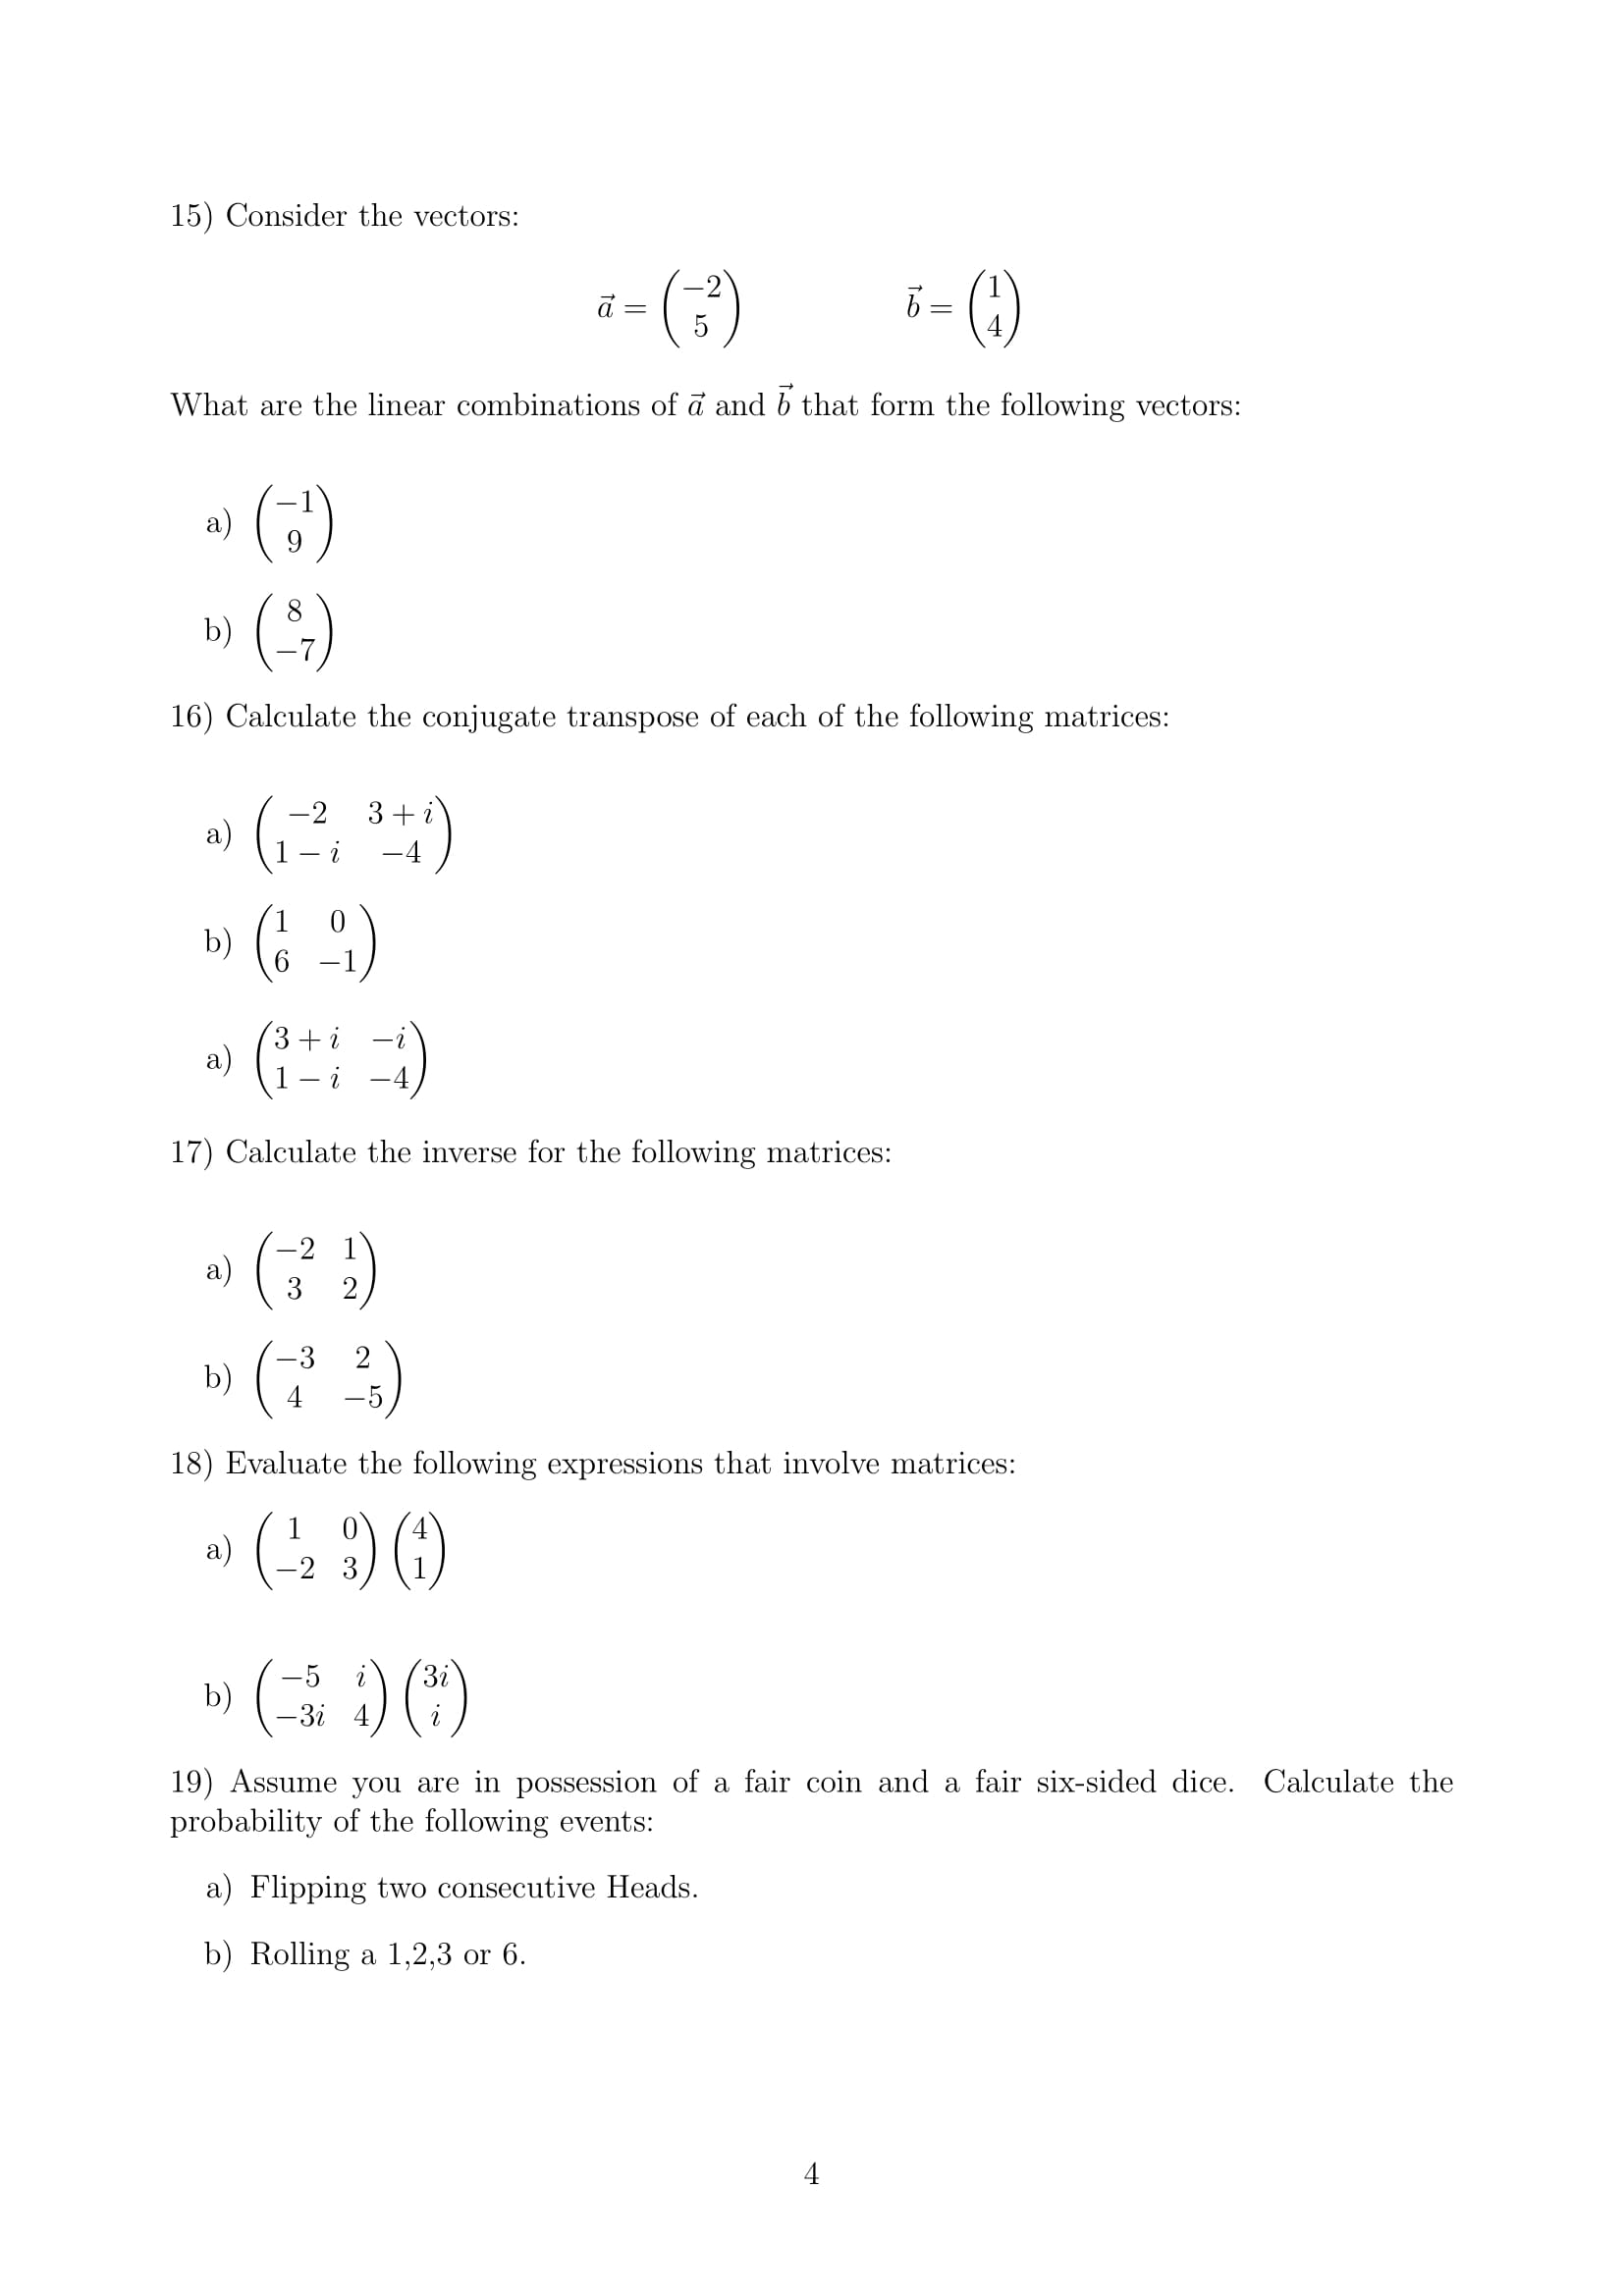 15) Consider the vectors:
$\vec{a} = \begin{pmatrix} -2 \\ 5 \end{pmatrix}$ $\vec{b} = \begin{pmatrix} 1 \\ 4 \end{pmatrix}$
What are the linear combinations of $\vec{a}$ and $\vec{b}$ that form the following vectors:
a) $\begin{pmatrix} -1 \\ 9 \end{pmatrix}$
b) $\begin{pmatrix} 8 \\ -7 \end{pmatrix}$
16) Calculate the conjugate transpose of each of the following matrices:
a) $\begin{pmatrix} -2 & 3+i \\ 1-i & -4 \end{pmatrix}$
b) $\begin{pmatrix} 1 & 0 \\ 6 & -1 \end{pmatrix}$
a) $\begin{pmatrix} 3+i & -i \\ 1-i & -4 \end{pmatrix}$
17) Calculate the inverse for the following matrices:
a) $\begin{pmatrix} -2 & 1 \\ 3 & 2 \end{pmatrix}$
b) $\begin{pmatrix} -3 & 2 \\ 4 & -5 \end{pmatrix}$
18) Evaluate the following expressions that involve matrices:
a) $\begin{pmatrix} 1 & 0 \\ -2 & 3 \end{pmatrix} \begin{pmatrix} 4 \\ 1 \end{pmatrix}$
b) $\begin{pmatrix} -5 & i \\ -3i & 4 \end{pmatrix} \begin{pmatrix} 3i \\ i \end{pmatrix}$
19) Assume you are in possession of a fair coin and a fair six-sided dice. Calculate the
probability of the following events:
a) Flipping two consecutive Heads.
b) Rolling a 1,2,3 or 6.
4